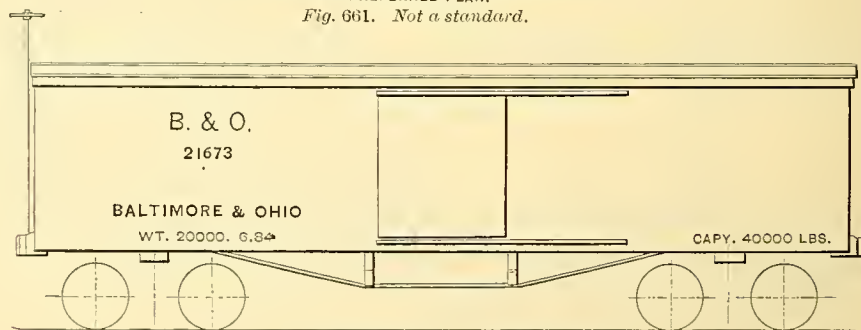 Fig. 661. Not a standard.
B. & O.
21673
BALTIMORE & OHIO
WT. 20000. 6.84
CAPY. 40000 LBS.